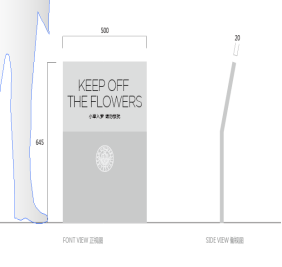 500
20
KEEP OFF
THE FLOWERS
645
FONT VIEW 正视图
SIDE VIEW 侧视图